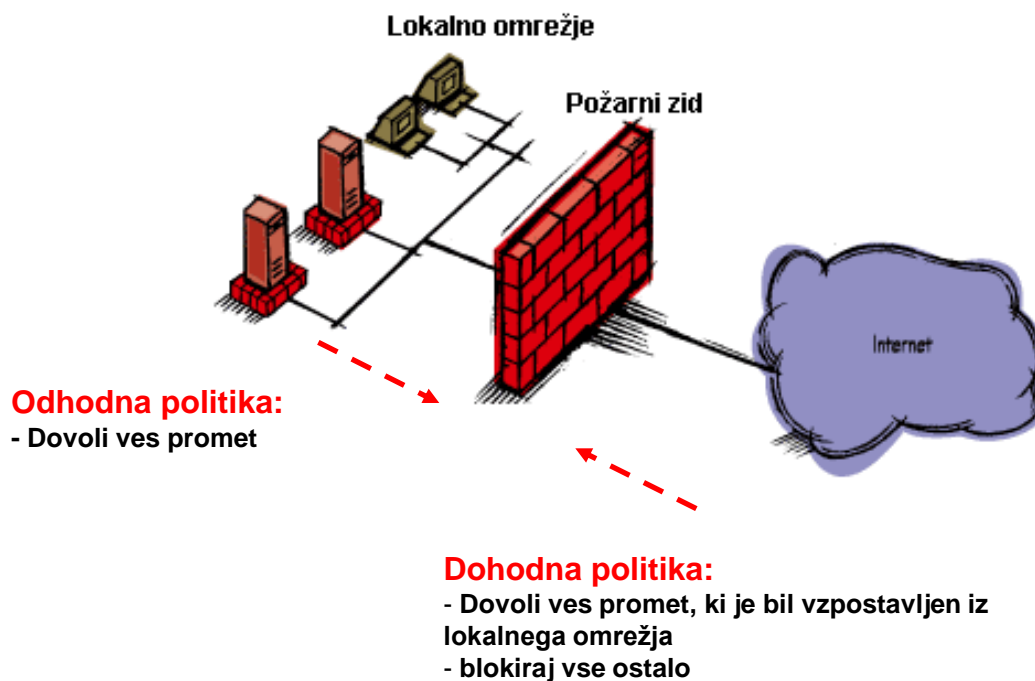 Lokalno omrežje
Požarni zid
Internet
Odhodna politika:
- Dovoli ves promet
Dohodna politika:
- Dovoli ves promet, ki je bil vzpostavljen iz
lokalnega omrežja
- blokiraj vse ostalo